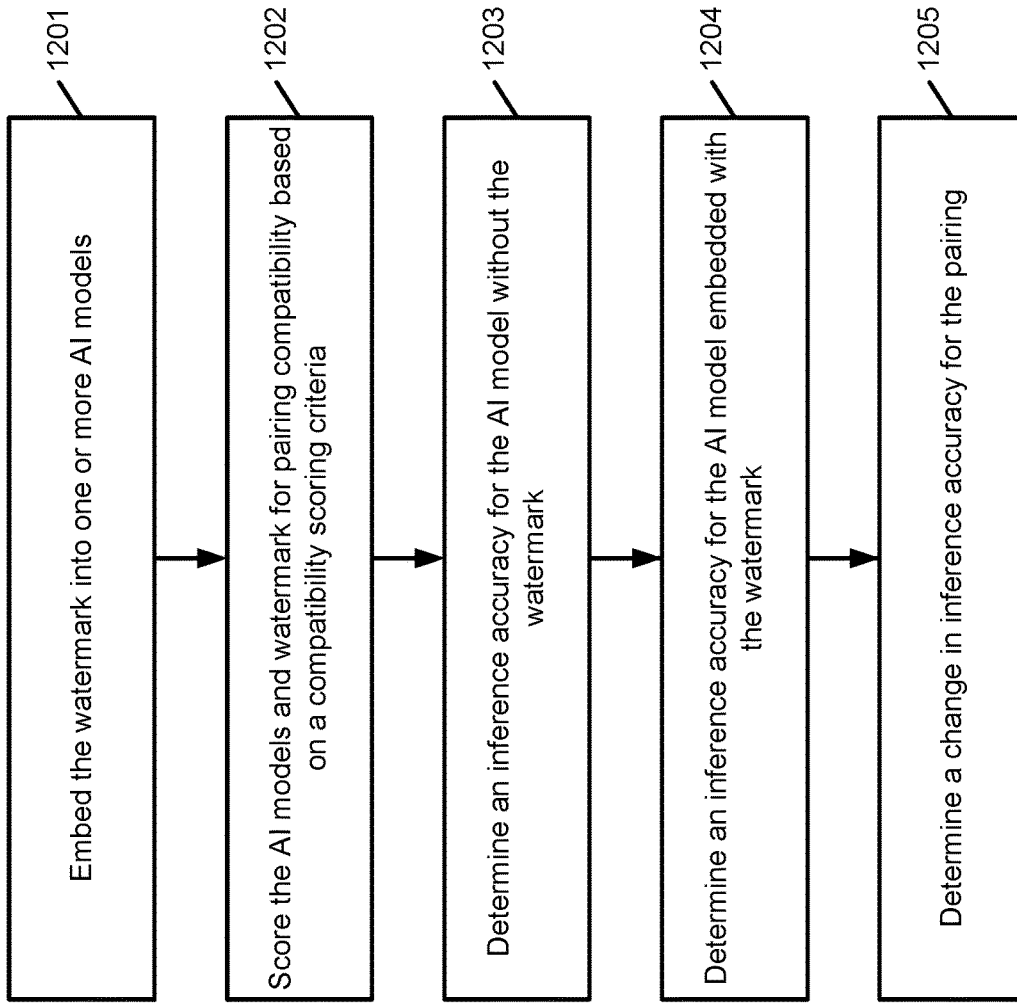 Embed the watermark into one or more AI models
1201
Score the AI models and watermark for pairing compatibility based
on a compatibility scoring criteria
1202
Determine an inference accuracy for the AI model without the
watermark
1203
Determine an inference accuracy for the AI model embedded with
the watermark
1204
Determine a change in inference accuracy for the pairing
1205